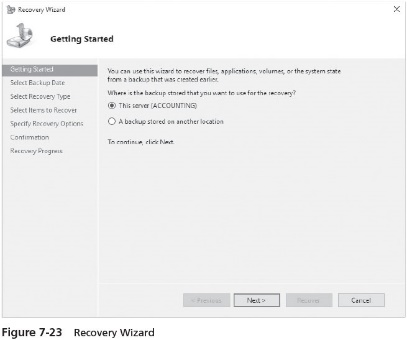 Recovery Wizard
Getting Started
Getting Started
Select Backup Date
Select Recovery Type
Select Items to Recover
Specify Recovery Options
Confirmation
Recovery Progress
You can use this wizard to recover files, applications, volumes, or the system state
from a backup that was created earlier.
Where is the backup stored that you want to use for the recovery?
This server (ACCOUNTING)
A backup stored on another location
To continue, click Next.
< Previous
Next >
Recover
Cancel
Figure 7-23 Recovery Wizard